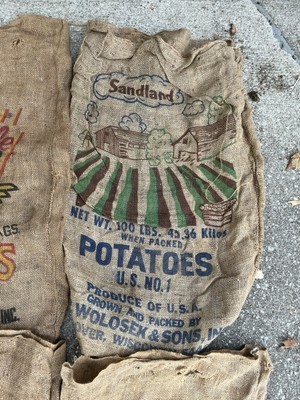 Sandland
NET WT. 100 LBS. 45.36 Kilos
WHEN PACKED
POTATOES
U.S. NO. 1
PRODUCE OF U.S.A.
GROWN AND PACKED BY
WOLOSEK & SONS, INC.
GS.
INC.